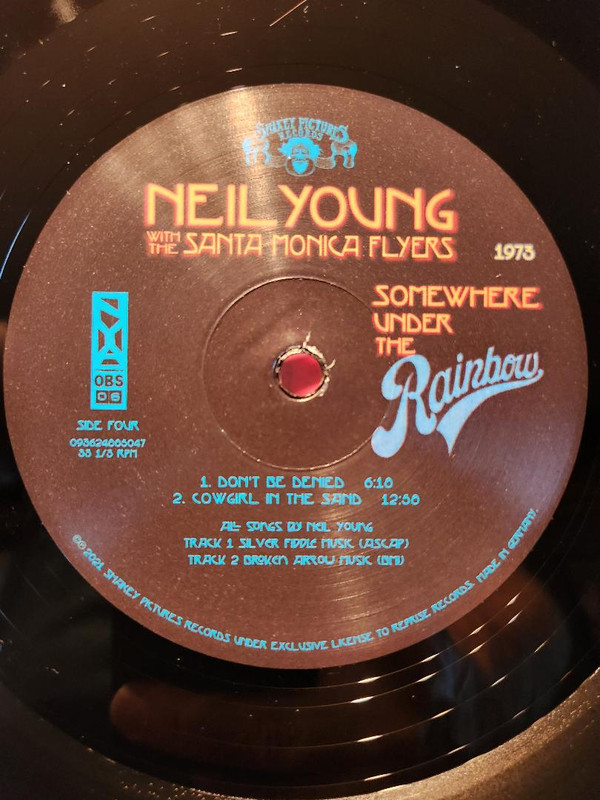 SHAKEY PICTURES
RECORDS
NEIL YOUNG
WITH THE SANTA MONICA FLYERS
1973
SOMEWHERE
UNDER
THE
Rainbow
NYA
OBS
06
SIDE FOUR
093624885047
33 1/3 RPM
1. DON'T BE DENIED 6:18
2. COWGIRL IN THE SAND 12:58
ALL SONGS BY NEIL YOUNG
TRACK 1 SILVER FIDDLE MUSIC (ASCAP)
TRACK 2 BROKEN ARROW MUSIC (BMI)
©℗ 2021 SHAKEY PICTURES RECORDS UNDER EXCLUSIVE LICENSE TO REPRISE RECORDS. MADE IN GERMANY.